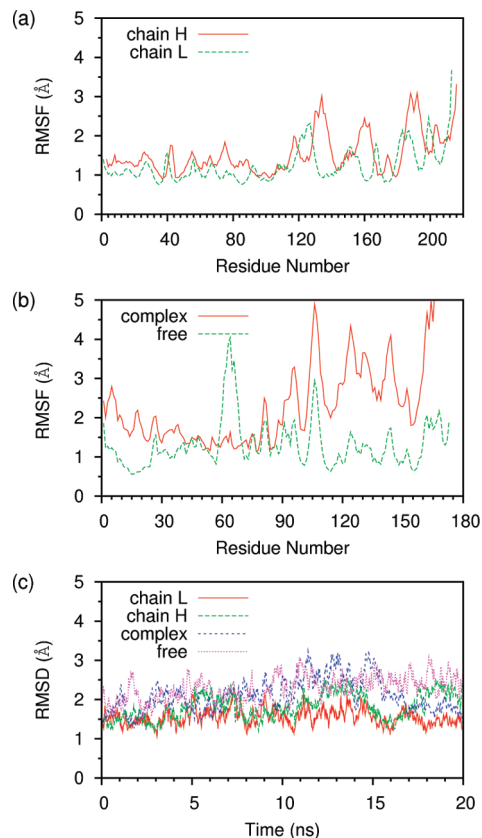 (a)
chain H
chain L
RMSF (Å)
5
4
3
2
1
0
0 40 80 120 160 200
Residue Number
(b)
complex
free
RMSF (Å)
5
4
3
2
1
0
0 30 60 90 120 150 180
Residue Number
(c)
chain L
chain H
complex
free
RMSD (Å)
5
4
3
2
1
0
0 5 10 15 20
Time (ns)